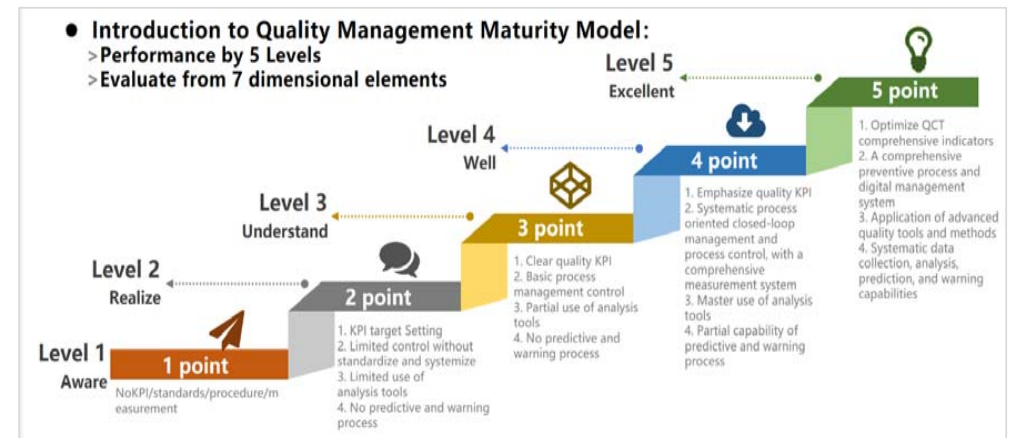 ● Introduction to Quality Management Maturity Model:
>Performance by 5 Levels
>Evaluate from 7 dimensional elements
Level 1
Aware
1 point
NoKPI/standards/procedure/m
easurement
Level 2
Realize
2 point
1. KPI target Setting
2. Limited control without
standardize and systemize
3. Limited use of
analysis tools
4. No predictive and warning
process
Level 3
Understand
3 point
1. Clear quality KPI
2. Basic process
management control
3. Partial use of analysis
tools
4. No predictive and
warning process
Level 4
Well
4 point
1. Emphasize quality KPI
2. Systematic process
oriented closed-loop
management and
process control, with a
comprehensive
measurement system
3. Master use of analysis
tools
4. Partial capability of
predictive and warning
process
Level 5
Excellent
5 point
1. Optimize QCT
comprehensive indicators
2. A comprehensive
preventive process and
digital management
system
3. Application of advanced
quality tools and methods
4. Systematic data
collection, analysis,
prediction, and warning
capabilities